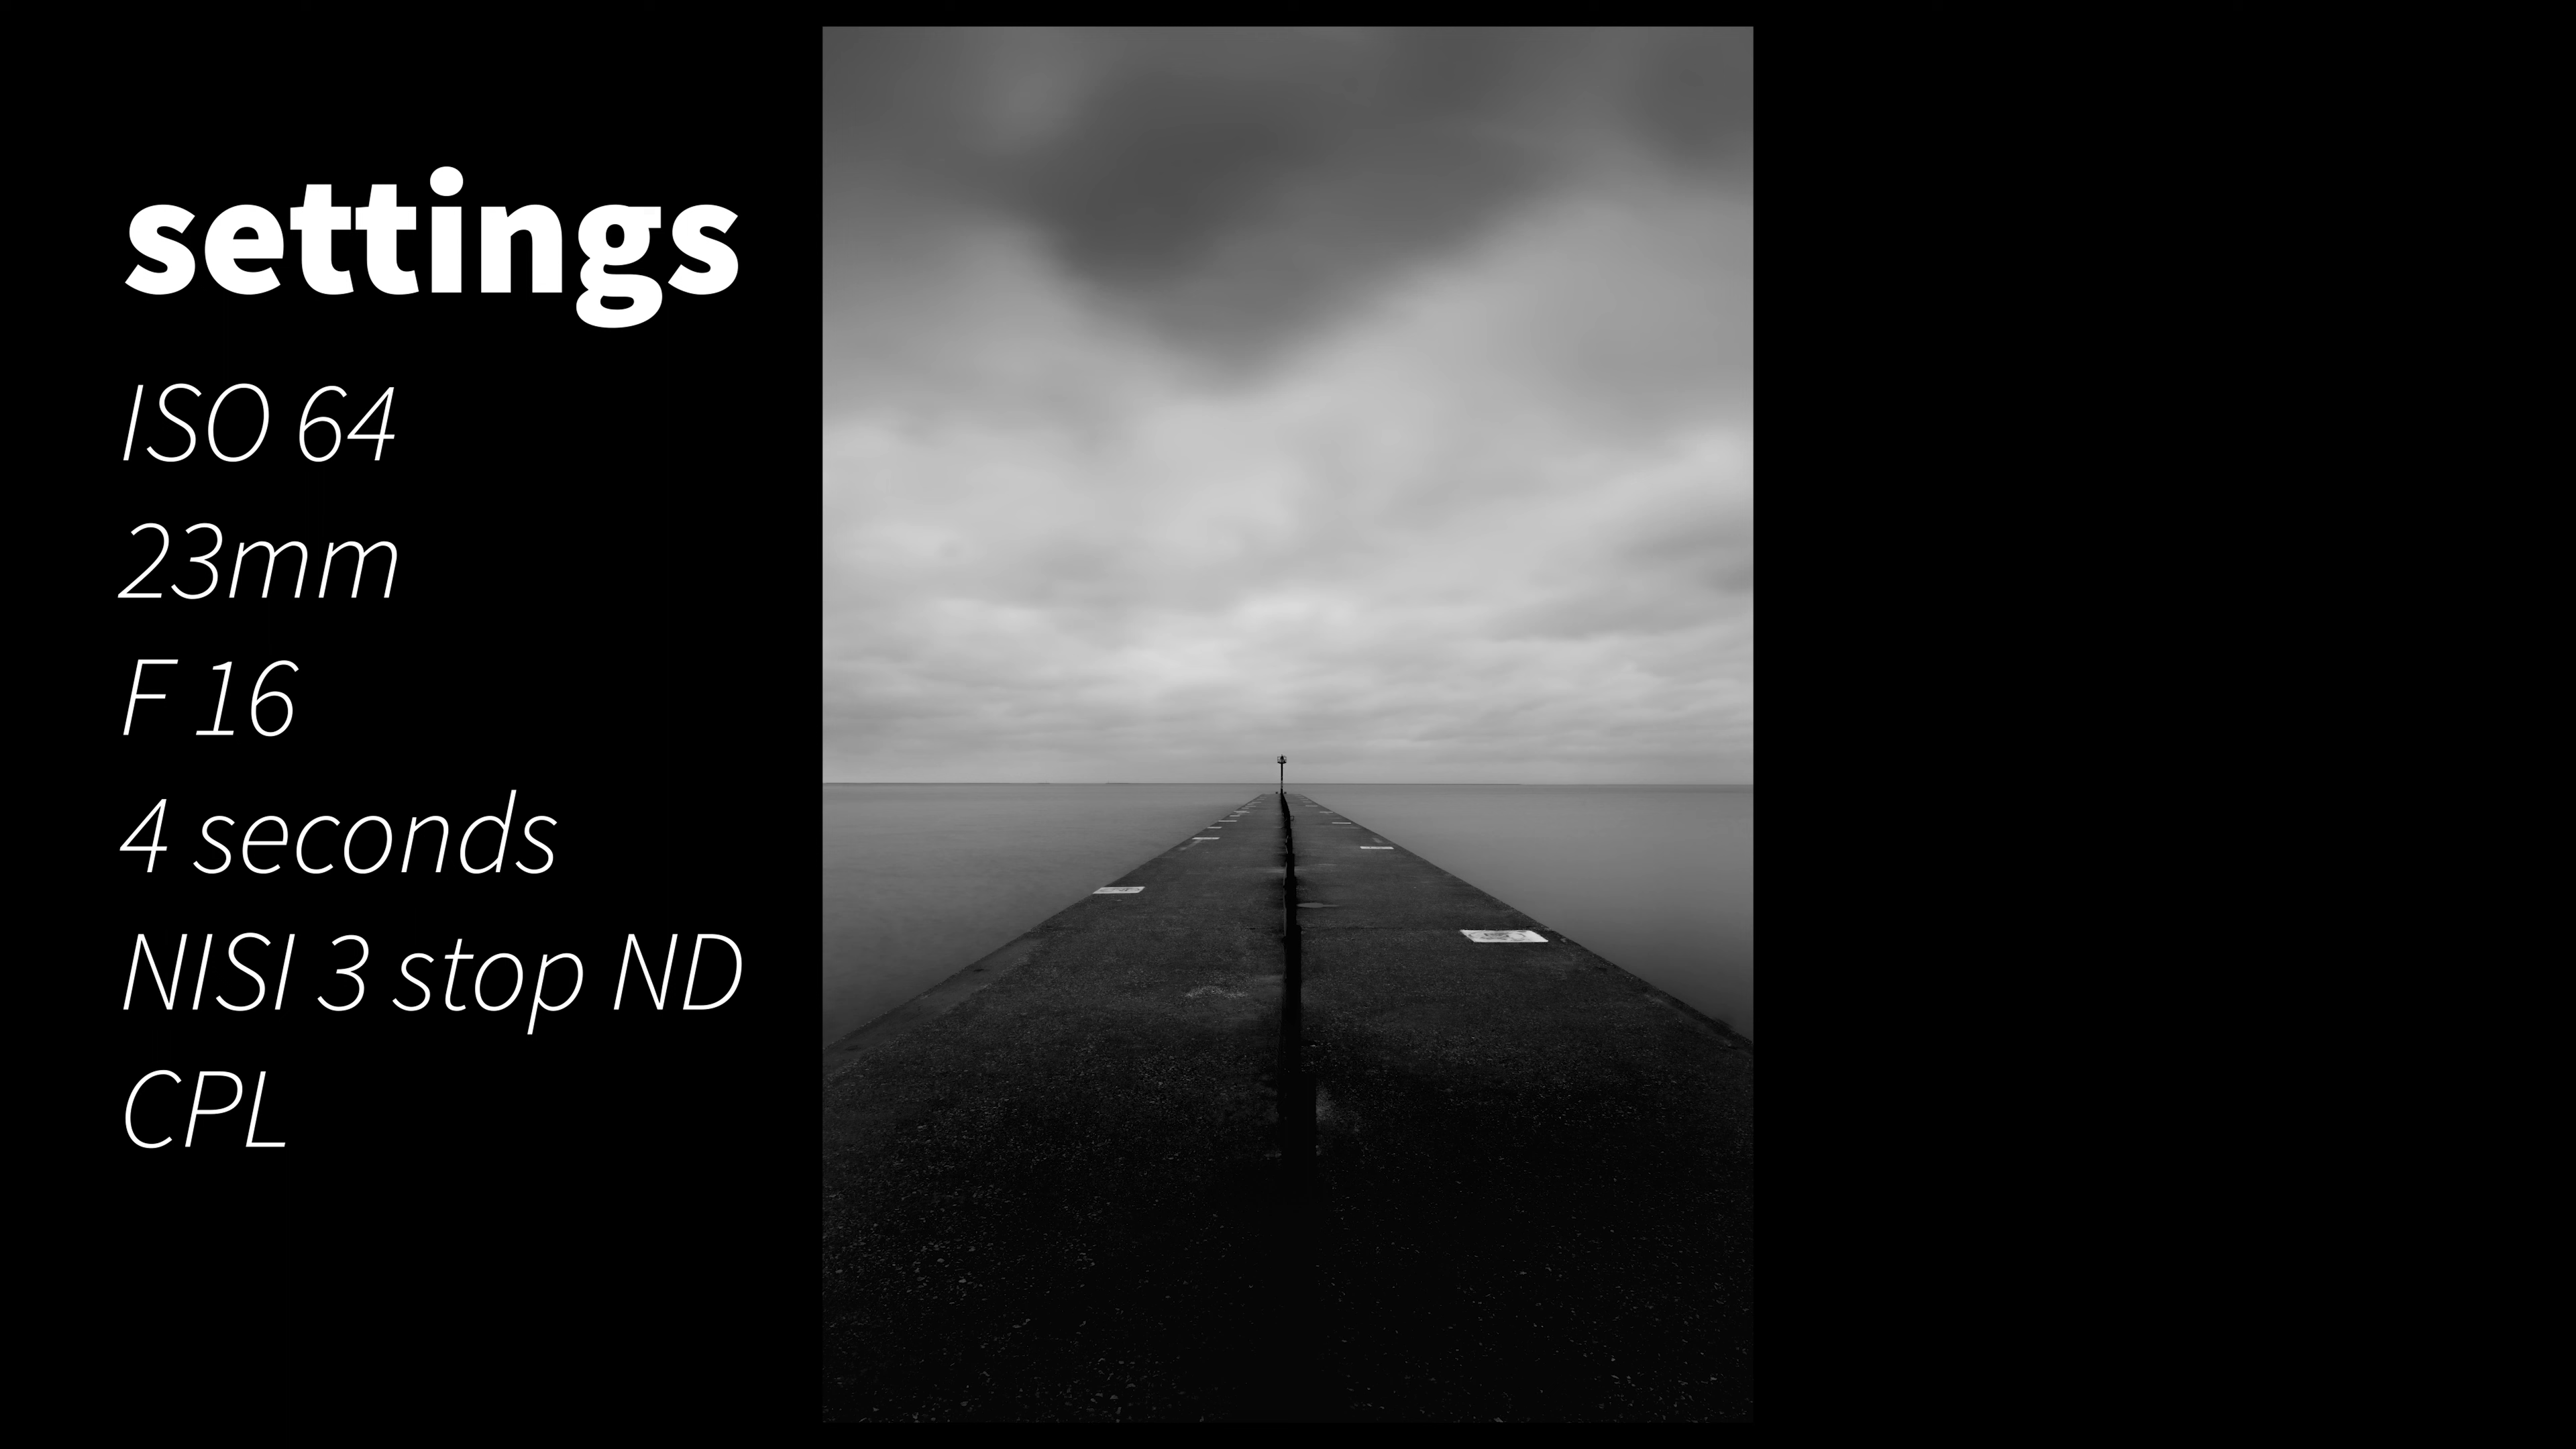 settings
ISO 64
23mm
F 16
4 seconds
NISI 3 stop ND
CPL